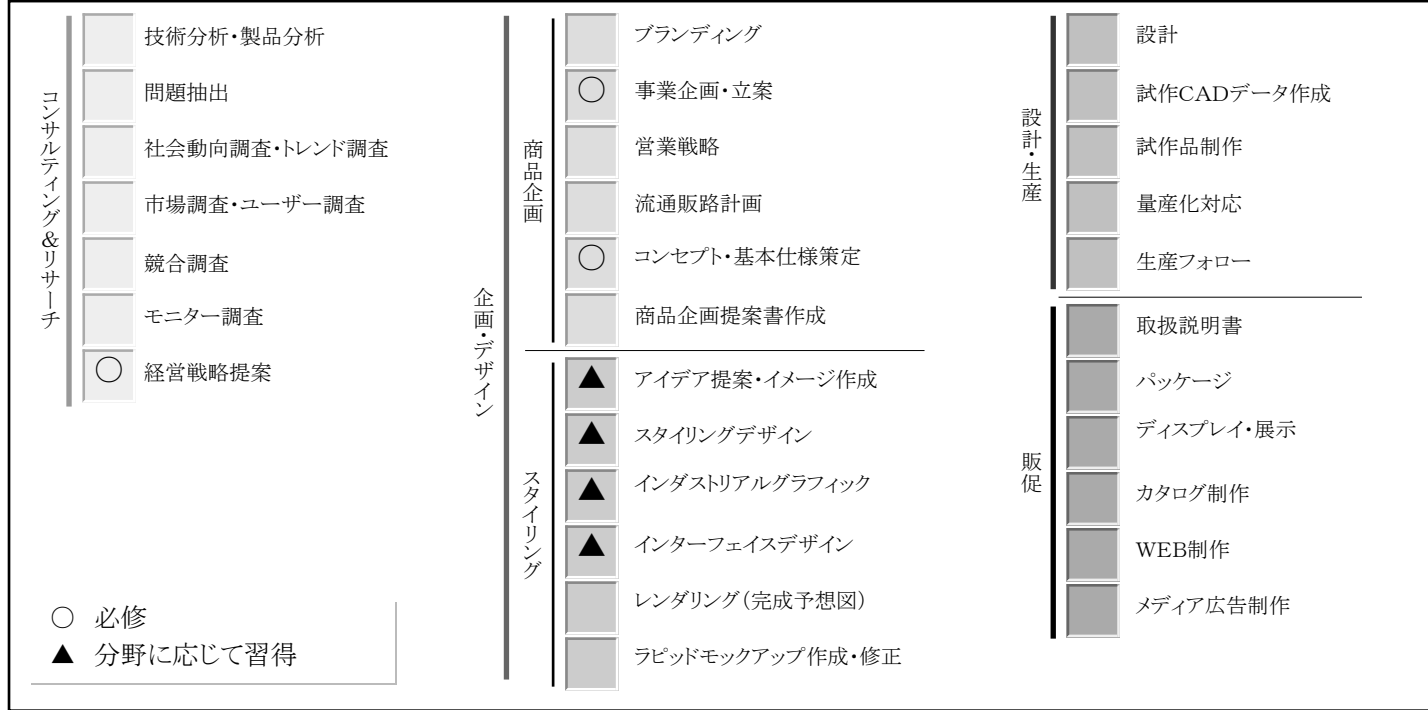 コンサルティング&リサーチ
技術分析・製品分析
問題抽出
社会動向調査・トレンド調査
市場調査・ユーザー調査
競合調査
モニター調査
○ 経営戦略提案
企画・デザイン
商品企画
ブランディング
○ 事業企画・立案
営業戦略
流通販路計画
○ コンセプト・基本仕様策定
商品企画提案書作成
スタイリング
▲ アイデア提案・イメージ作成
▲ スタイリングデザイン
▲ インダストリアルグラフィック
▲ インターフェイスデザイン
レンダリング(完成予想図)
ラピッドモックアップ作成・修正
設計・生産
設計
試作CADデータ作成
試作品制作
量産化対応
生産フォロー
販促
取扱説明書
パッケージ
ディスプレイ・展示
カタログ制作
WEB制作
メディア広告制作
○ 必修
▲ 分野に応じて習得